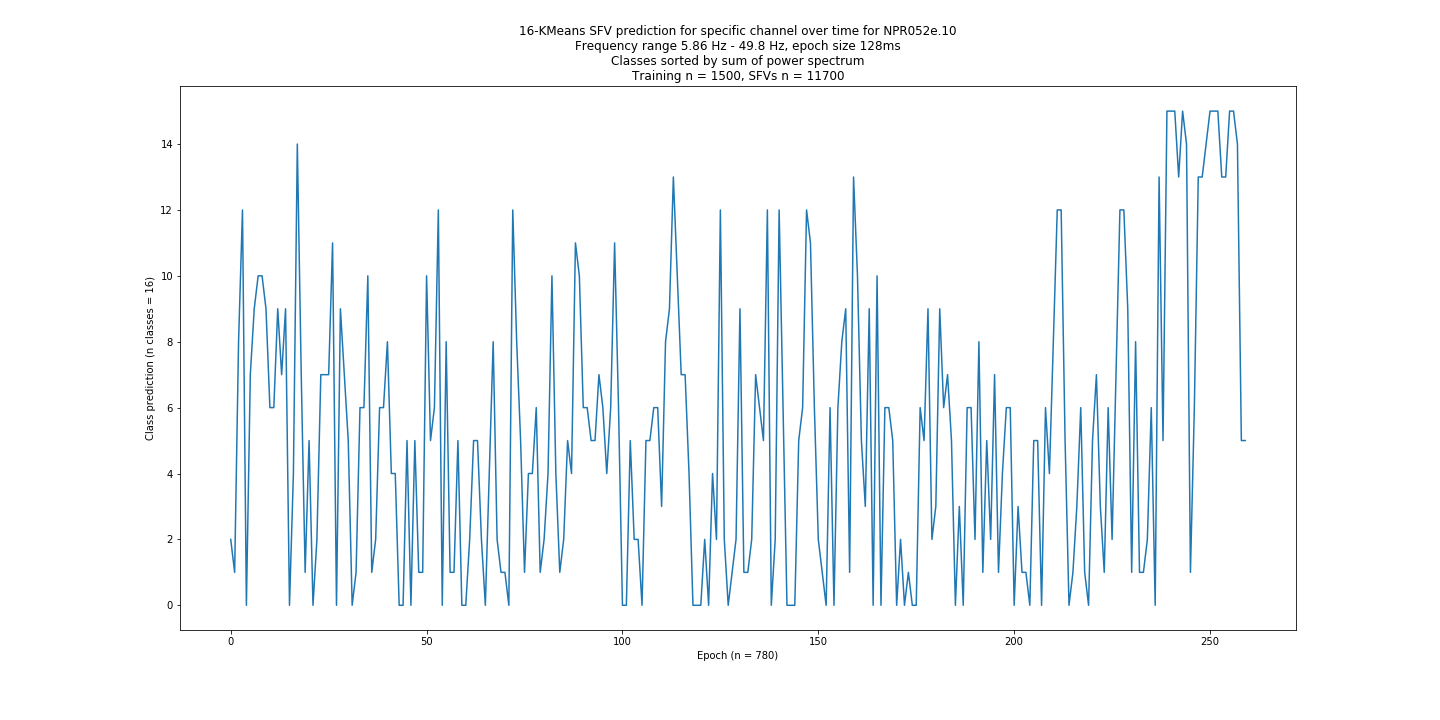 16-KMeans SFV prediction for specific channel over time for NPR052e.10
Frequency range 5.86 Hz - 49.8 Hz, epoch size 128ms
Classes sorted by sum of power spectrum
Training n = 1500, SFVs n = 11700
Class prediction (n classes = 16)
14
12
10
8
6
4
2
0
0 50 100 150 200 250
Epoch (n = 780)